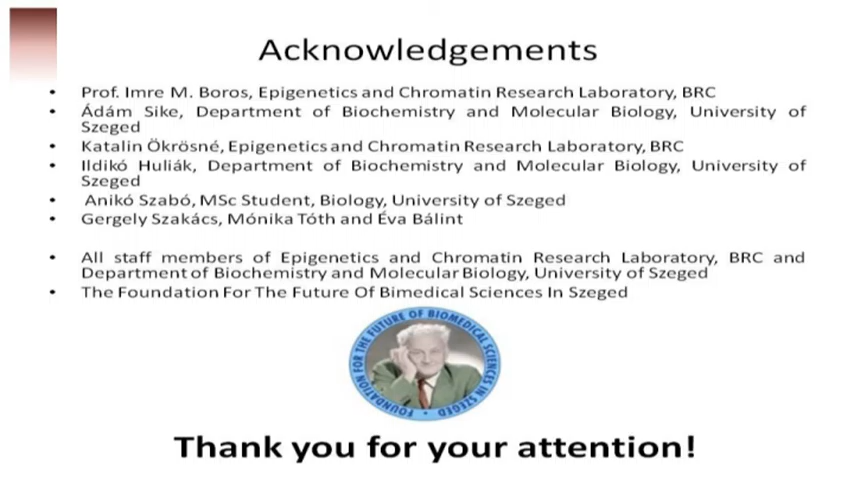 Acknowledgements
• Prof. Imre M. Boros, Epigenetics and Chromatin Research Laboratory, BRC
• Ádám Sike, Department of Biochemistry and Molecular Biology, University of
Szeged
• Katalin Ökrösné, Epigenetics and Chromatin Research Laboratory, BRC
• Ildikó Huliák, Department of Biochemistry and Molecular Biology, University of
Szeged
• Anikó Szabó, MSc Student, Biology, University of Szeged
• Gergely Szakács, Mónika Tóth and Éva Bálint
• All staff members of Epigenetics and Chromatin Research Laboratory, BRC and
Department of Biochemistry and Molecular Biology, University of Szeged
• The Foundation For The Future Of Bimedical Sciences In Szeged
FOUNDATION FOR THE FUTURE OF BIOMEDICAL SCIENCES IN SZEGED •
Thank you for your attention!